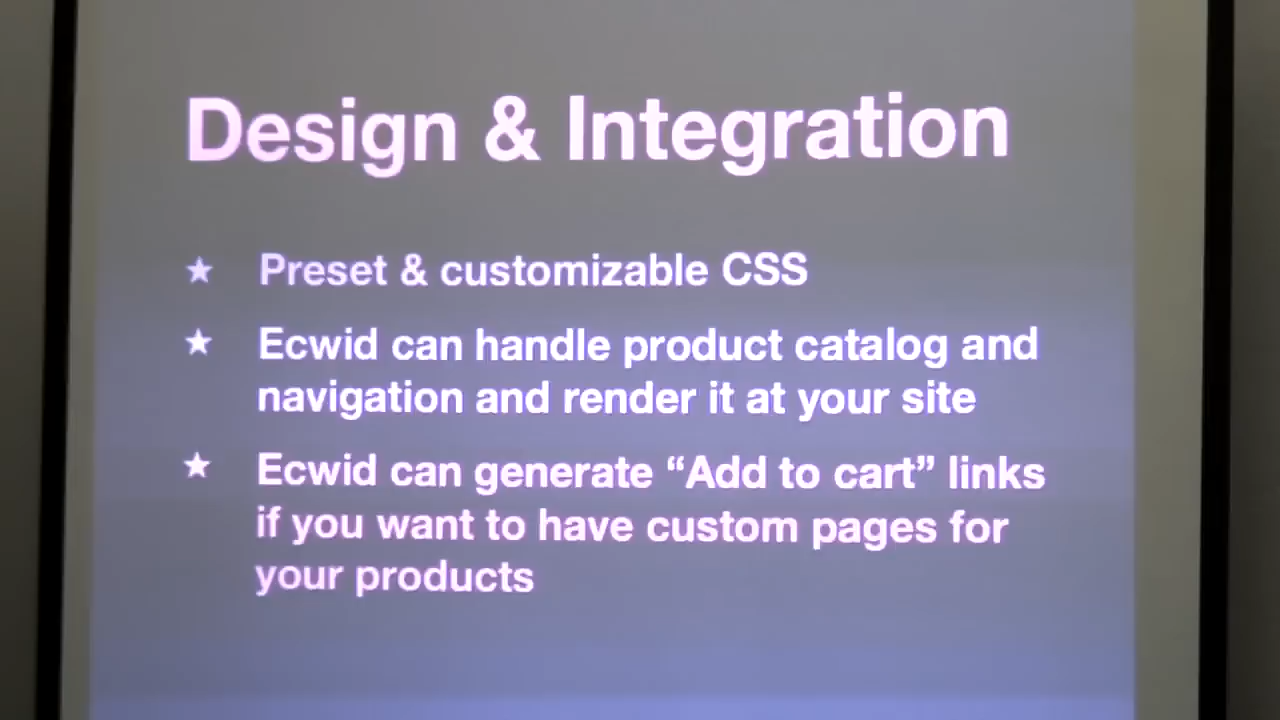 Design & Integration
★ Preset & customizable CSS
★ Ecwid can handle product catalog and
navigation and render it at your site
★ Ecwid can generate “Add to cart” links
if you want to have custom pages for
your products